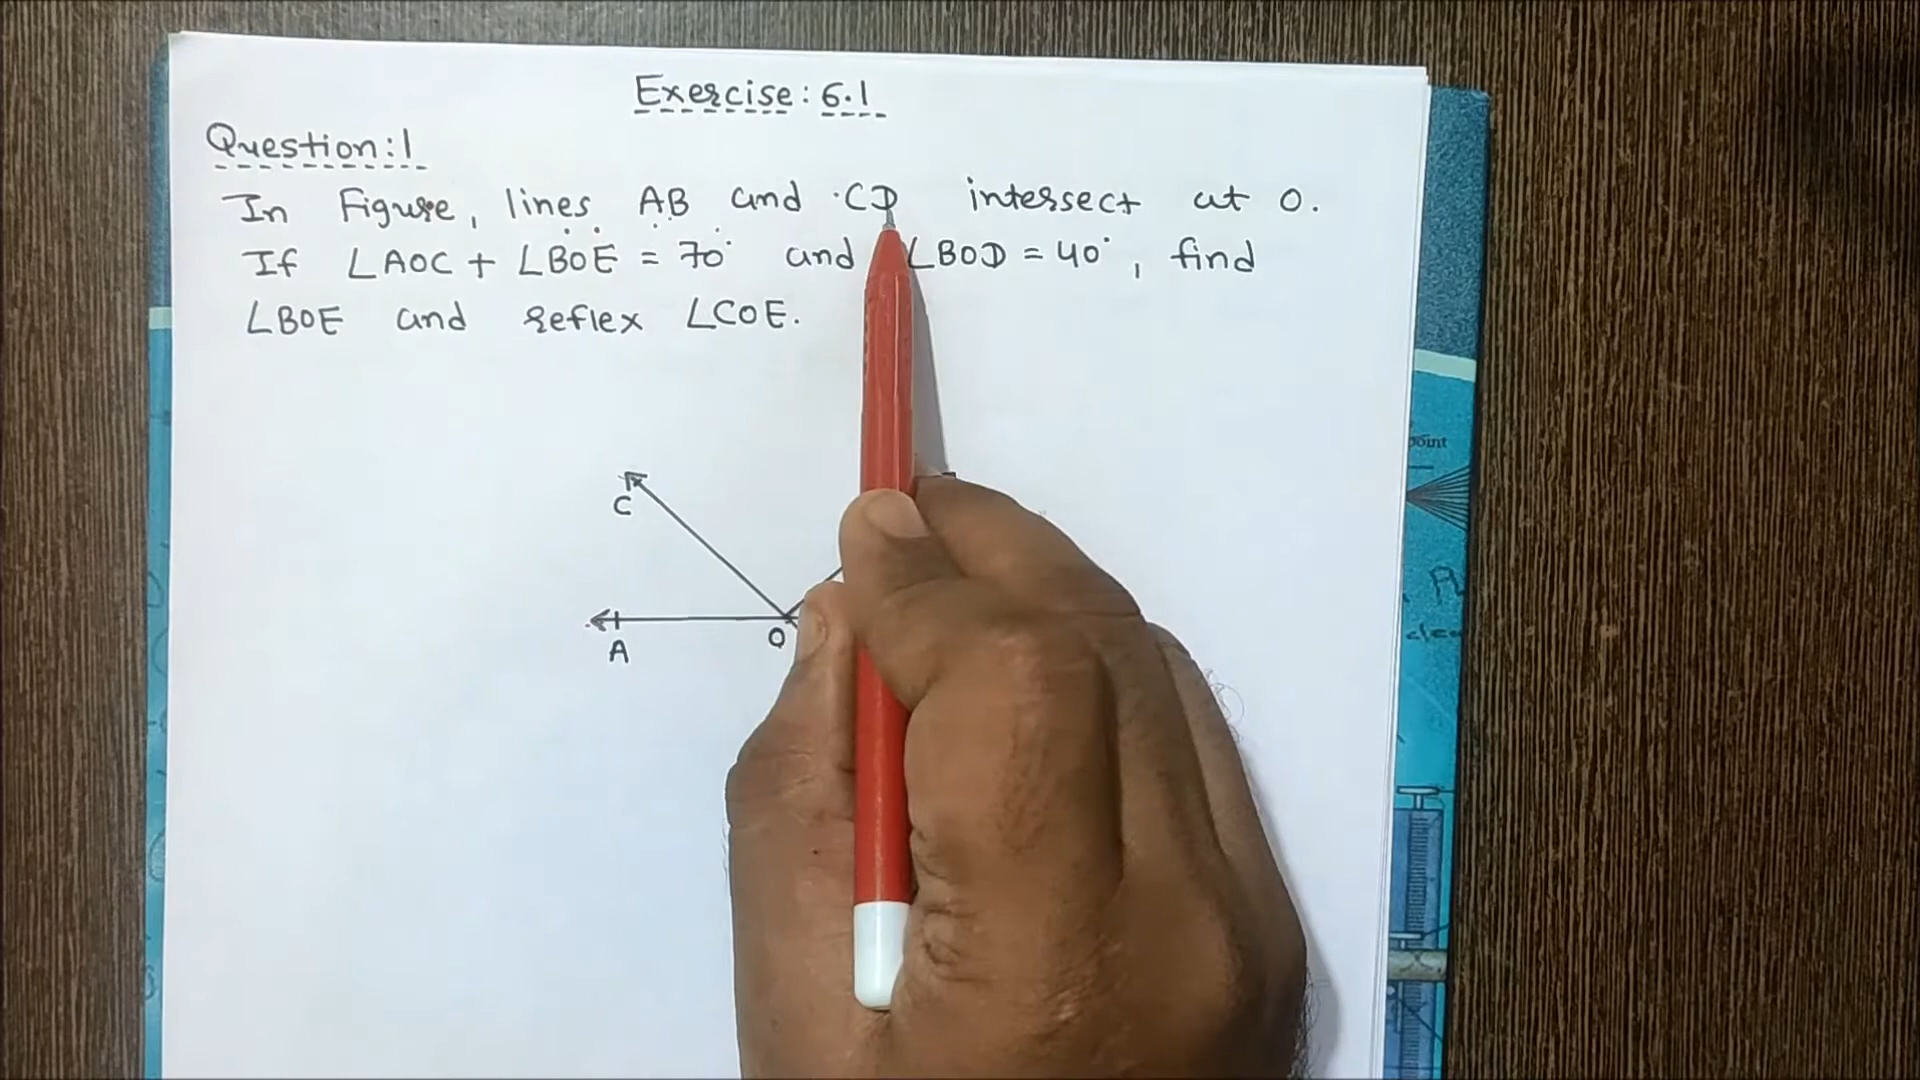 Exercise: 6.1
Question:1
In Figure, lines AB and CD intersect at O.
If ∠AOC + ∠BOE = 70° and ∠BOD = 40°, find
∠BOE and reflex ∠COE.
point
C
O
A